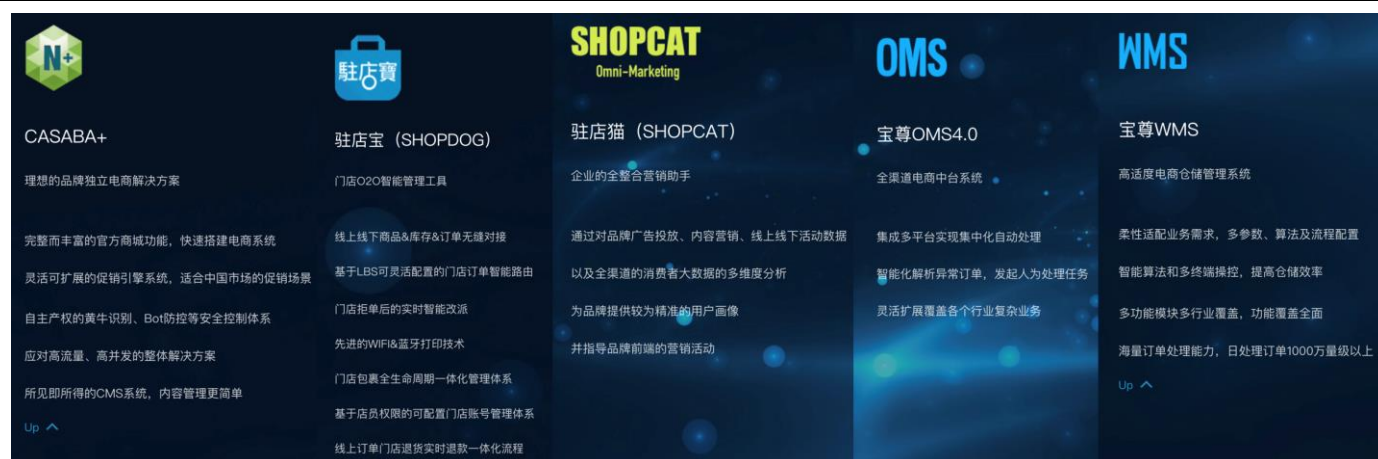 N+
CASABA+
理想的品牌独立电商解决方案
完整而丰富的官方商城功能，快速搭建电商系统
灵活可扩展的促销引擎系统，适合中国市场的促销场景
自主产权的黄牛识别、Bot防控等安全控制体系
应对高流量、高并发的整体解决方案
所见即所得的CMS系统，内容管理更简单
Up
駐店寶
驻店宝（SHOPDOG）
门店O2O智能管理工具
线上线下商品&库存&订单无缝对接
基于LBS可灵活配置的门店订单智能路由
门店拒单后的实时智能改派
先进的WIFI&蓝牙打印技术
门店包裹全生命周期一体化管理体系
基于店员权限的可配置门店账号管理体系
线上订单门店退货实时退款一体化流程
SHOPCAT
Omni-Marketing
驻店猫（SHOPCAT）
企业的全整合营销助手
通过对品牌广告投放、内容营销、线上线下活动数据
以及全渠道的消费者大数据的多维度分析
为品牌提供较为精准的用户画像
并指导品牌前端的营销活动
OMS
宝尊OMS4.0
全渠道电商中台系统
集成多平台实现集中化自动处理
智能化解析异常订单，发起人为处理任务
灵活扩展覆盖各个行业复杂业务
WMS
宝尊WMS
高适度电商仓储管理系统
柔性适配业务需求，多参数、算法及流程配置
智能算法和多终端操控，提高仓储效率
多功能模块多行业覆盖，功能覆盖全面
海量订单处理能力，日处理订单1000万量级以上
Up